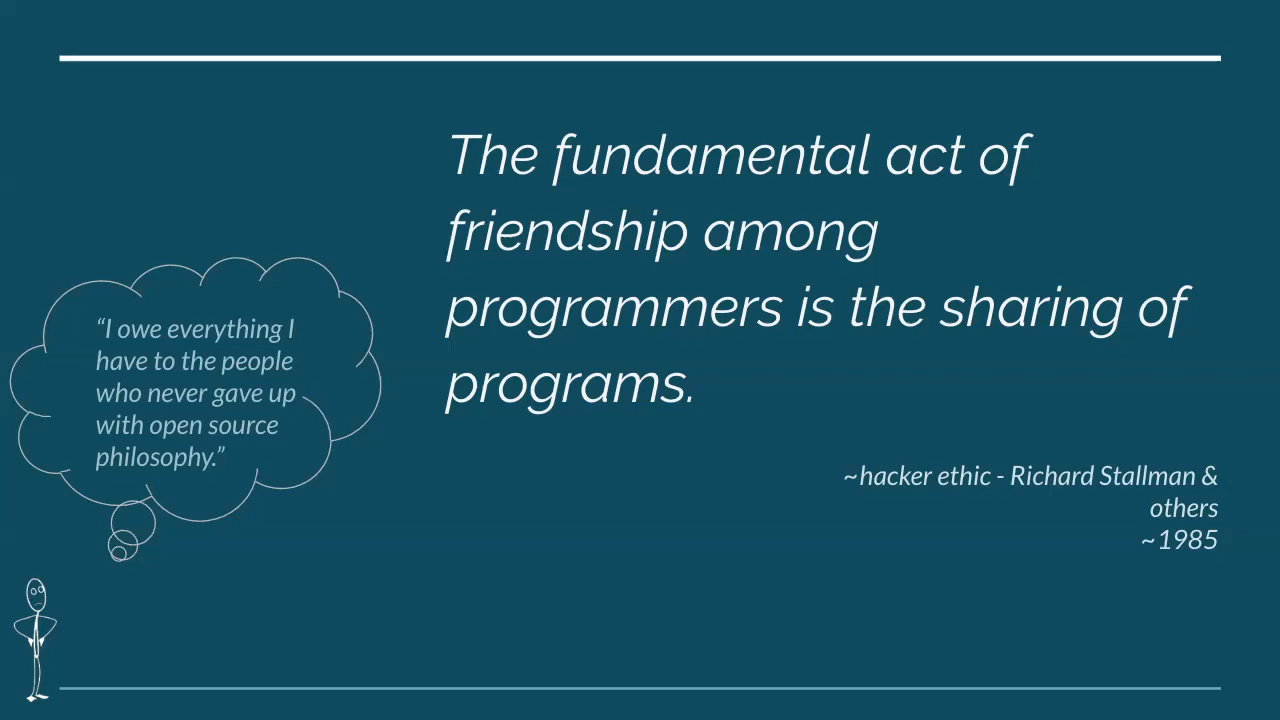 The fundamental act of
friendship among
programmers is the sharing of
programs.
“I owe everything I
have to the people
who never gave up
with open source
philosophy.”
~hacker ethic - Richard Stallman &
others
~1985